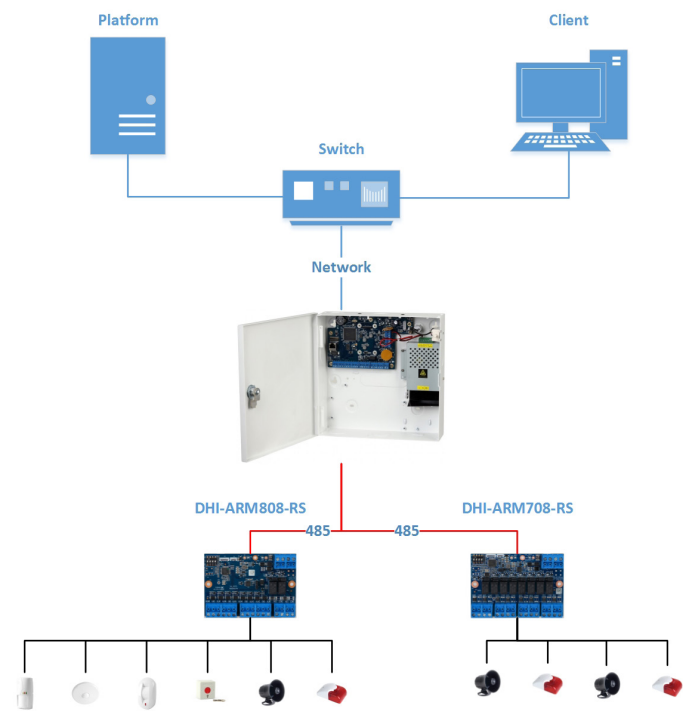 Platform
Client
Switch
Network
DHI-ARM808-RS
DHI-ARM708-RS
485
485